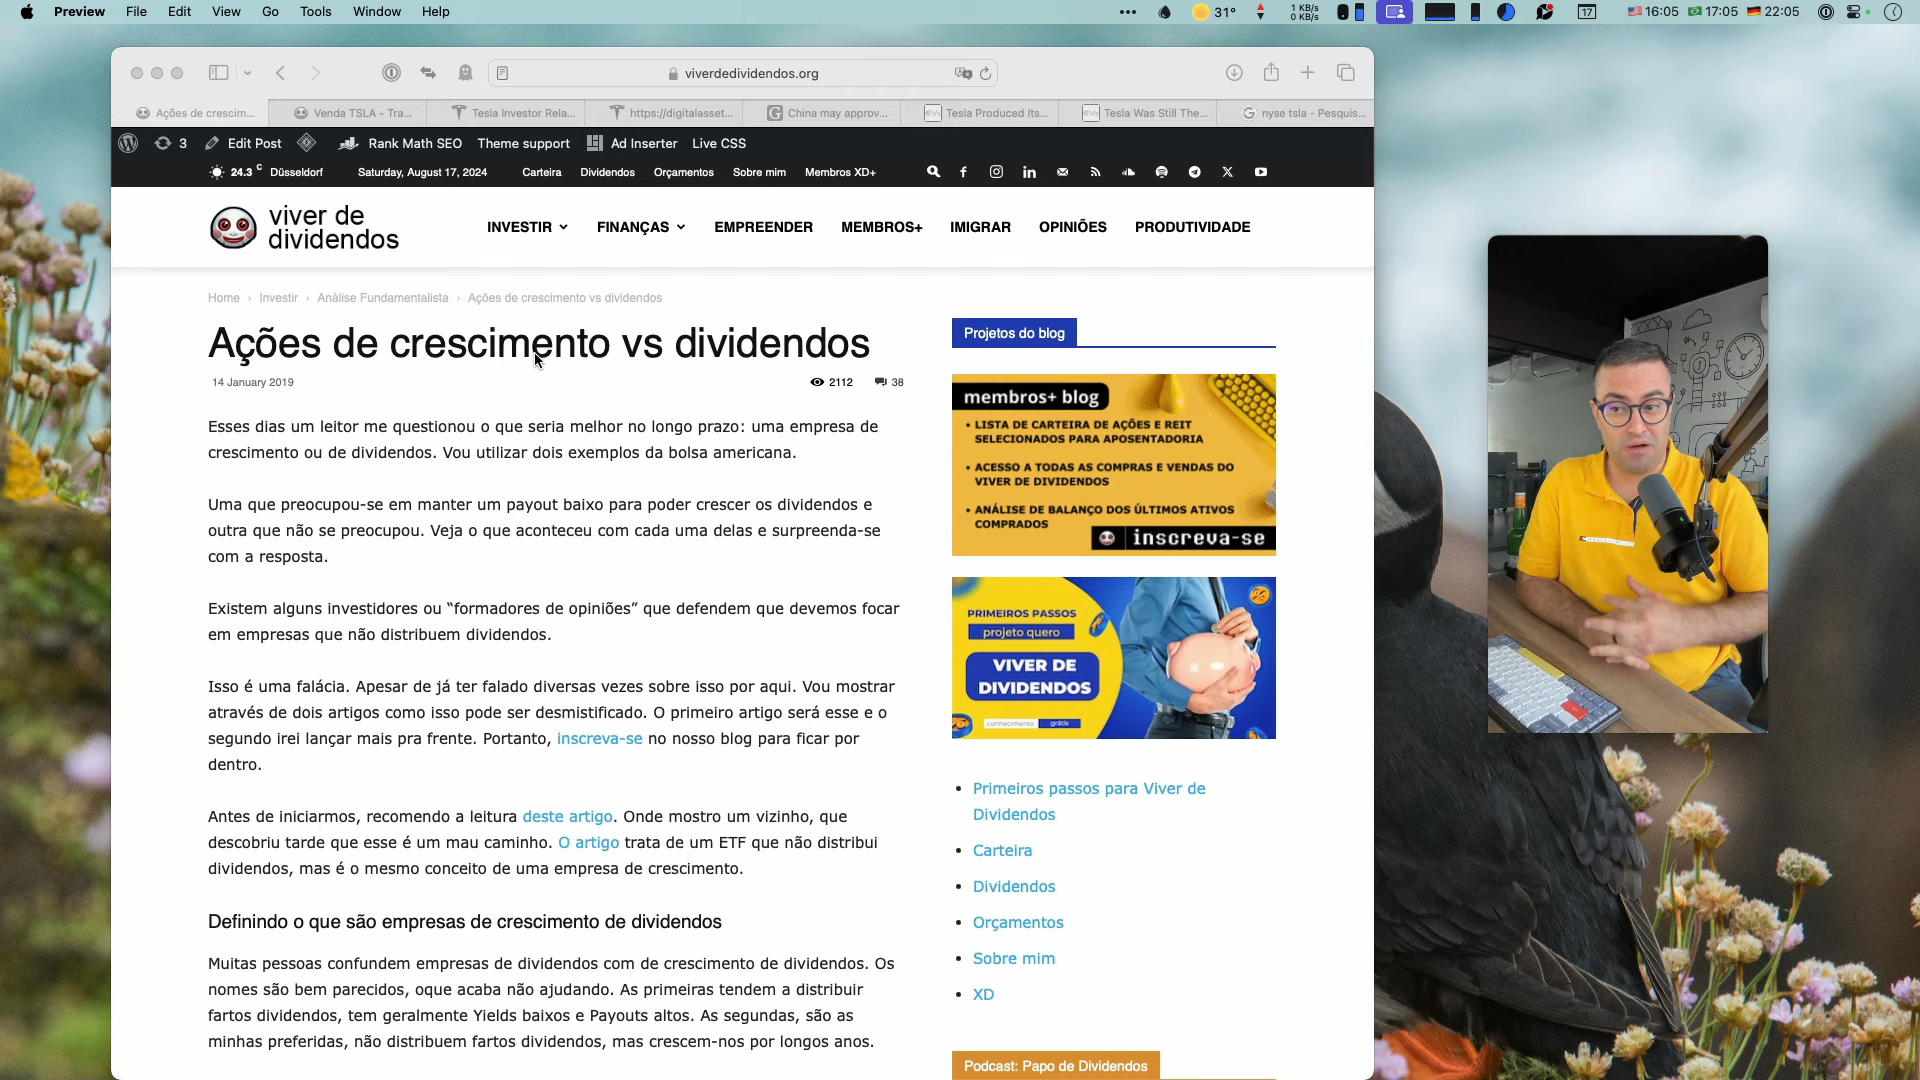 Preview File Edit View Go Tools Window Help
31° 1 KB/s 0 KB/s 17 16:05 17:05 22:05
viverdedividendos.org
Ações de crescim... Venda TSLA - Tra... Tesla Investor Rela... https://digitalasset... China may approv... Tesla Produced Its... Tesla Was Still The... nyse tsla - Pesquis...
3 Edit Post Rank Math SEO Theme support Ad Inserter Live CSS
24.3 C Düsseldorf Saturday, August 17, 2024 Carteira Dividendos Orçamentos Sobre mim Membros XD+
viver de
dividendos
INVESTIR FINANÇAS EMPREENDER MEMBROS+ IMIGRAR OPINIÕES PRODUTIVIDADE
Home › Investir › Análise Fundamentalista › Ações de crescimento vs dividendos
Ações de crescimento vs dividendos
14 January 2019 2112 38
Esses dias um leitor me questionou o que seria melhor no longo prazo: uma empresa de
crescimento ou de dividendos. Vou utilizar dois exemplos da bolsa americana.
Uma que preocupou-se em manter um payout baixo para poder crescer os dividendos e
outra que não se preocupou. Veja o que aconteceu com cada uma delas e surpreenda-se
com a resposta.
Existem alguns investidores ou “formadores de opiniões” que defendem que devemos focar
em empresas que não distribuem dividendos.
Isso é uma falácia. Apesar de já ter falado diversas vezes sobre isso por aqui. Vou mostrar
através de dois artigos como isso pode ser desmistificado. O primeiro artigo será esse e o
segundo irei lançar mais pra frente. Portanto, inscreva-se no nosso blog para ficar por
dentro.
Antes de iniciarmos, recomendo a leitura deste artigo. Onde mostro um vizinho, que
descobriu tarde que esse é um mau caminho. O artigo trata de um ETF que não distribui
dividendos, mas é o mesmo conceito de uma empresa de crescimento.
Definindo o que são empresas de crescimento de dividendos
Muitas pessoas confundem empresas de dividendos com de crescimento de dividendos. Os
nomes são bem parecidos, oque acaba não ajudando. As primeiras tendem a distribuir
fartos dividendos, tem geralmente Yields baixos e Payouts altos. As segundas, são as
minhas preferidas, não distribuem fartos dividendos, mas crescem-nos por longos anos.
Projetos do blog
membros+ blog
• LISTA DE CARTEIRA DE AÇÕES E REIT
SELECIONADOS PARA APOSENTADORIA
• ACESSO A TODAS AS COMPRAS E VENDAS DO
VIVER DE DIVIDENDOS
• ANÁLISE DE BALANÇO DOS ÚLTIMOS ATIVOS
COMPRADOS
inscreva-se
PRIMEIROS PASSOS
projeto quero
VIVER DE
DIVIDENDOS
conhecimento grátis
• Primeiros passos para Viver de
Dividendos
• Carteira
• Dividendos
• Orçamentos
• Sobre mim
• XD
Podcast: Papo de Dividendos